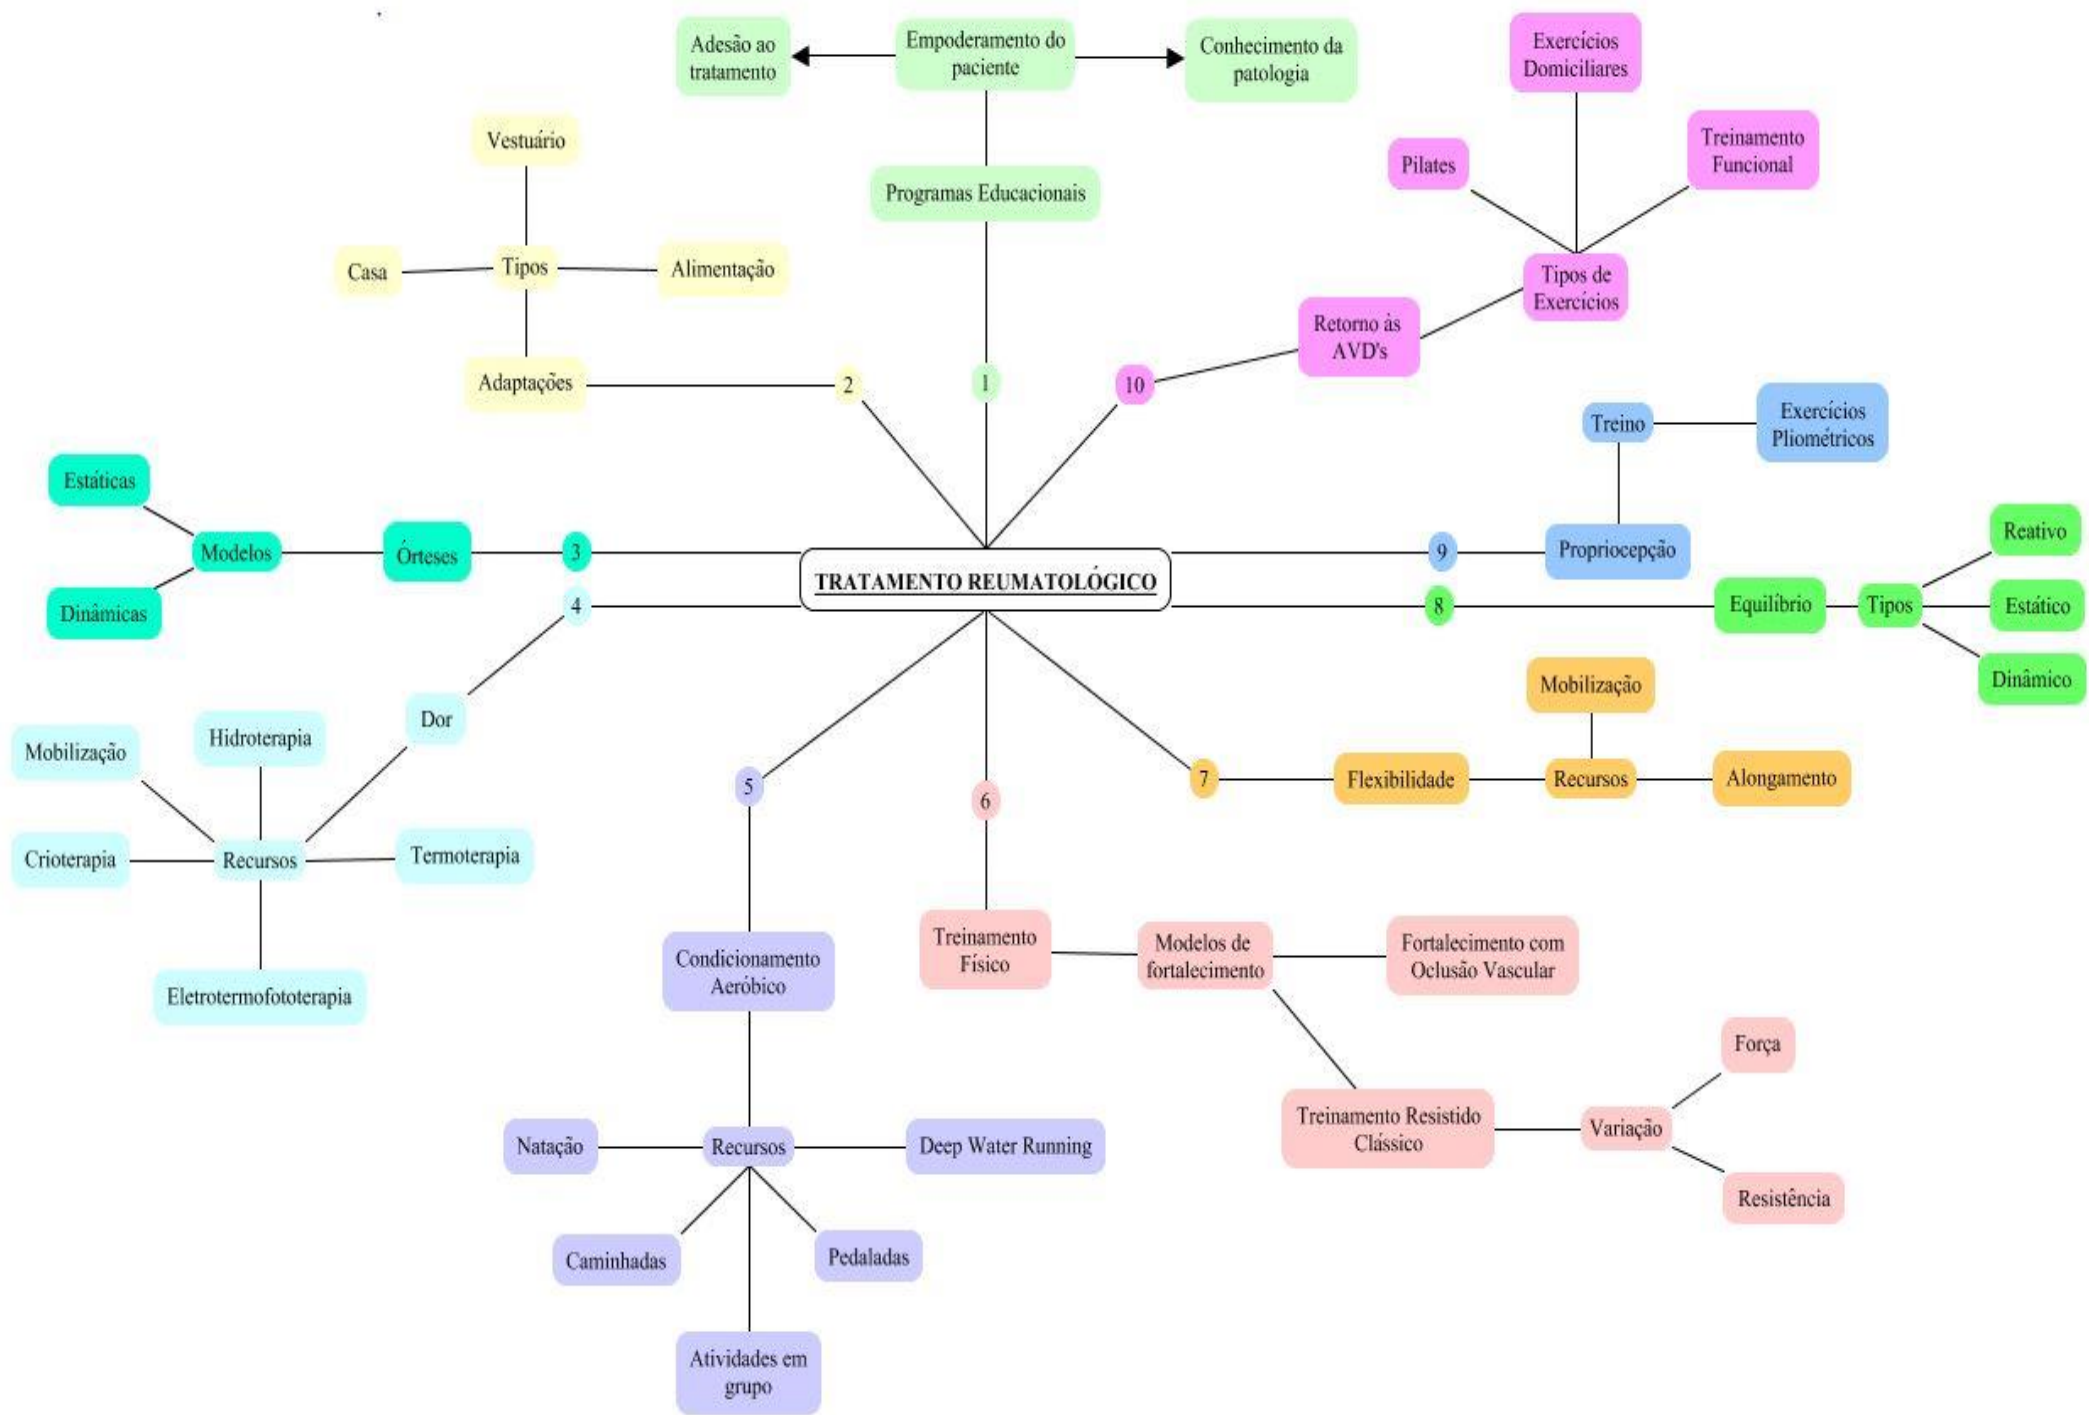 Adesão ao
tratamento
Empoderamento do
paciente
Conhecimento da
patologia
Programas Educacionais
1
Vestuário
Casa
Tipos
Alimentação
Adaptações
2
Exercícios
Domiciliares
Pilates
Treinamento
Funcional
Tipos de
Exercícios
Retorno às
AVD's
10
Treino
Exercícios
Pliométricos
9
Propriocepção
Estáticas
Modelos
Órteses
3
Dinâmicas
TRATAMENTO REUMATOLÓGICO
4
Dor
Mobilização
Hidroterapia
Crioterapia
Recursos
Termoterapia
Eletrotermofototerapia
8
Equilíbrio
Tipos
Reativo
Estático
Dinâmico
7
Flexibilidade
Recursos
Mobilização
Alongamento
5
Condicionamento
Aeróbico
Natação
Recursos
Deep Water Running
Caminhadas
Pedaladas
Atividades em
grupo
6
Treinamento
Físico
Modelos de
fortalecimento
Fortalecimento com
Oclusão Vascular
Treinamento Resistido
Clássico
Variação
Força
Resistência